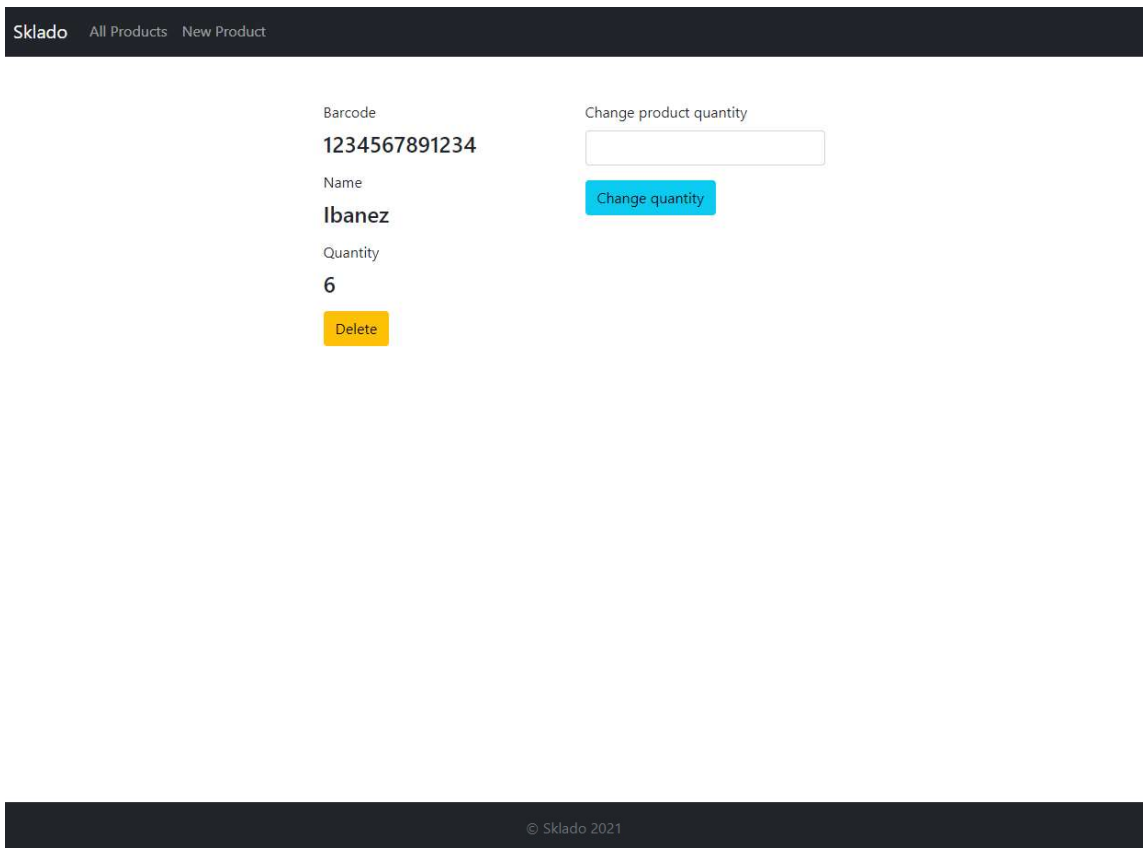 Sklado All Products New Product
Barcode
1234567891234
Name
Ibanez
Quantity
6
Delete
Change product quantity
Change quantity
© Sklado 2021